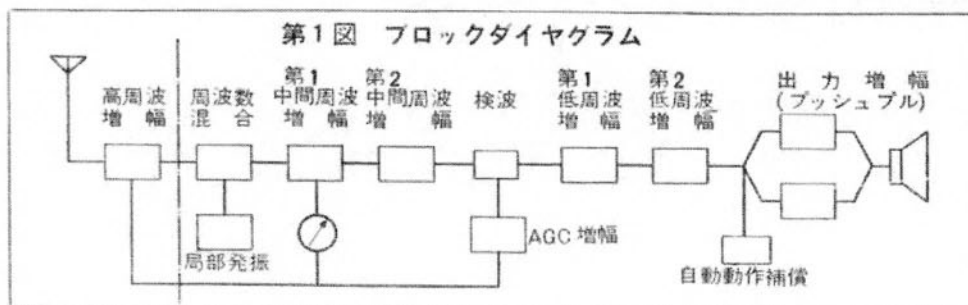 第1図 ブロックダイヤグラム
高周波
増幅
周波数
混合
第1
中間周波
増幅
第2
中間周波
増幅
検波
第1
低周波
増幅
第2
低周波
増幅
出力増幅
(プッシュプル)
局部発振
AGC増幅
自動動作補償